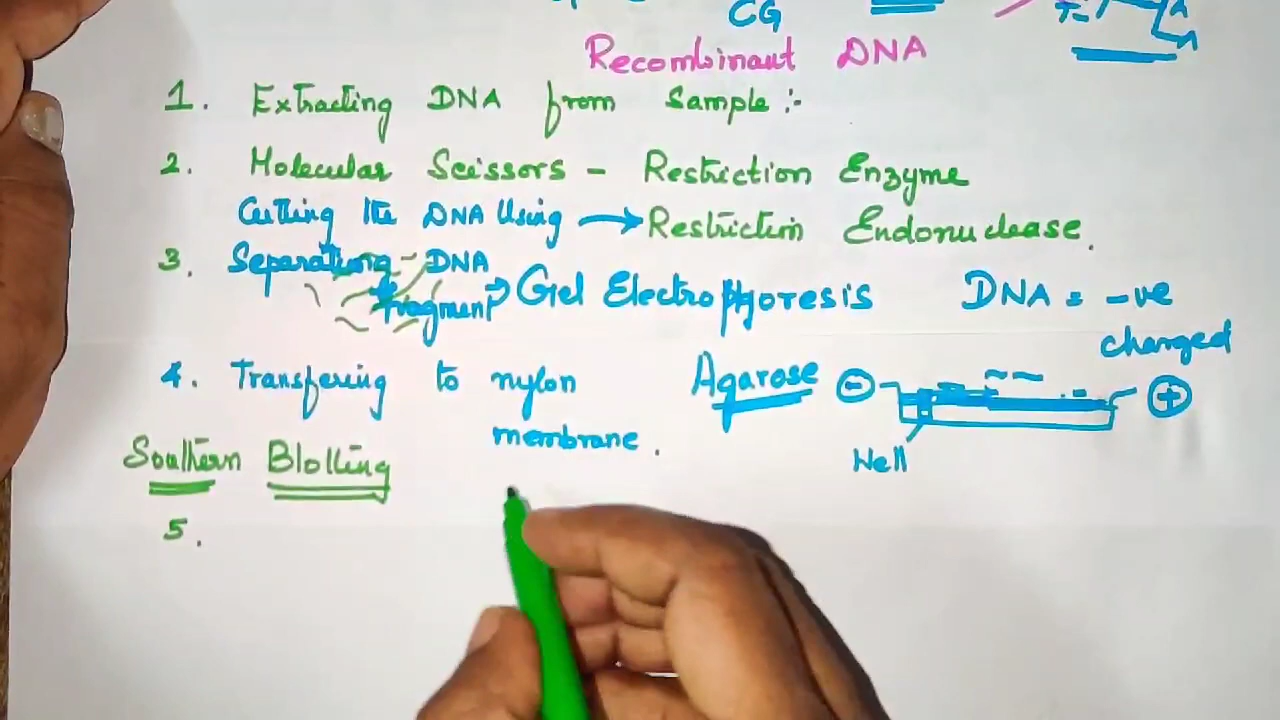 CG
Recombinant DNA
1. Extracting DNA from Sample :-
2. Molecular Scissors - Restriction Enzyme
Cutting the DNA Using → Restriction Endonuclease.
3. Separating DNA
fragment → Gel Electrophoresis DNA = -ve
charged
4. Transfering to nylon
membrane.
Agarose - +
Well
Southern Blotting
5.